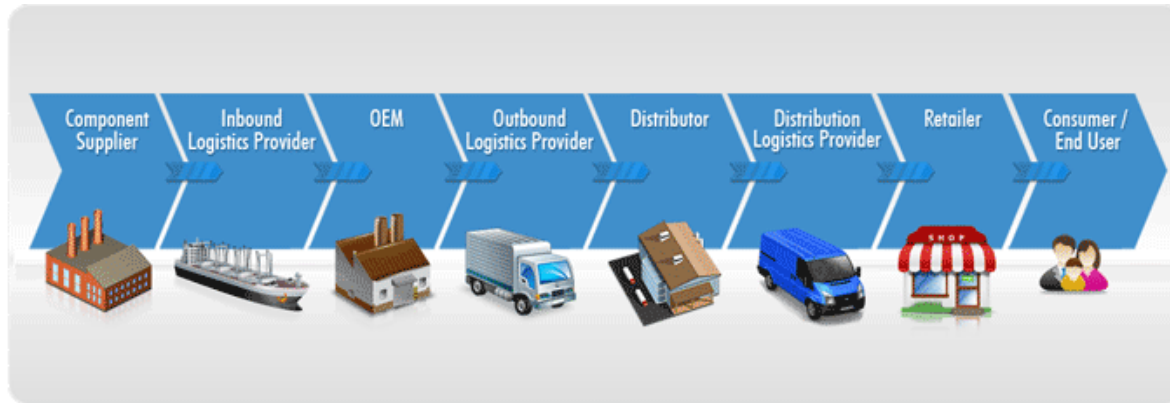 Component
Supplier
Inbound
Logistics Provider
OEM
Outbound
Logistics Provider
Distributor
Distribution
Logistics Provider
Retailer
Consumer /
End User
SHOP